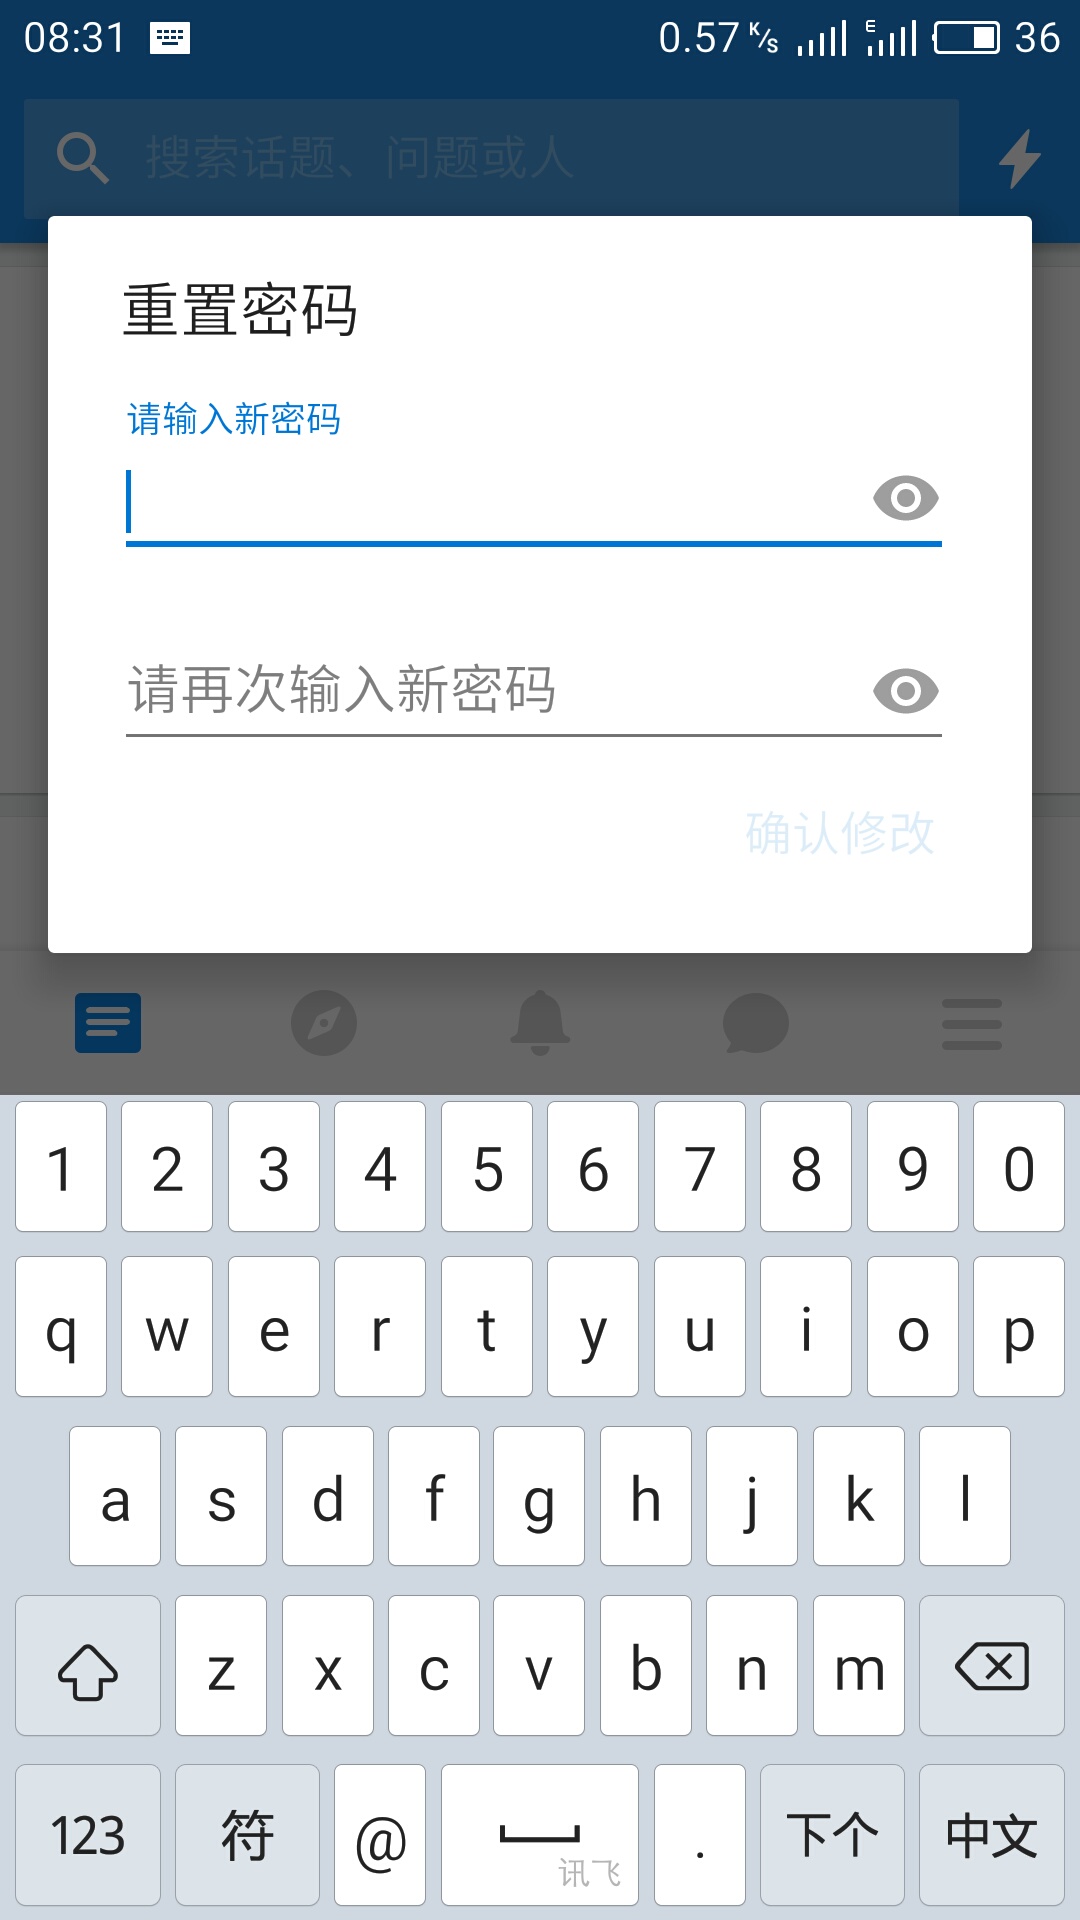 08:31 0.57 K/s E 36
搜索话题、问题或人
重置密码
请输入新密码
请再次输入新密码
确认修改
1 2 3 4 5 6 7 8 9 0
q w e r t y u i o p
a s d f g h j k l
z x c v b n m
123 符 @ 讯飞 . 下个 中文